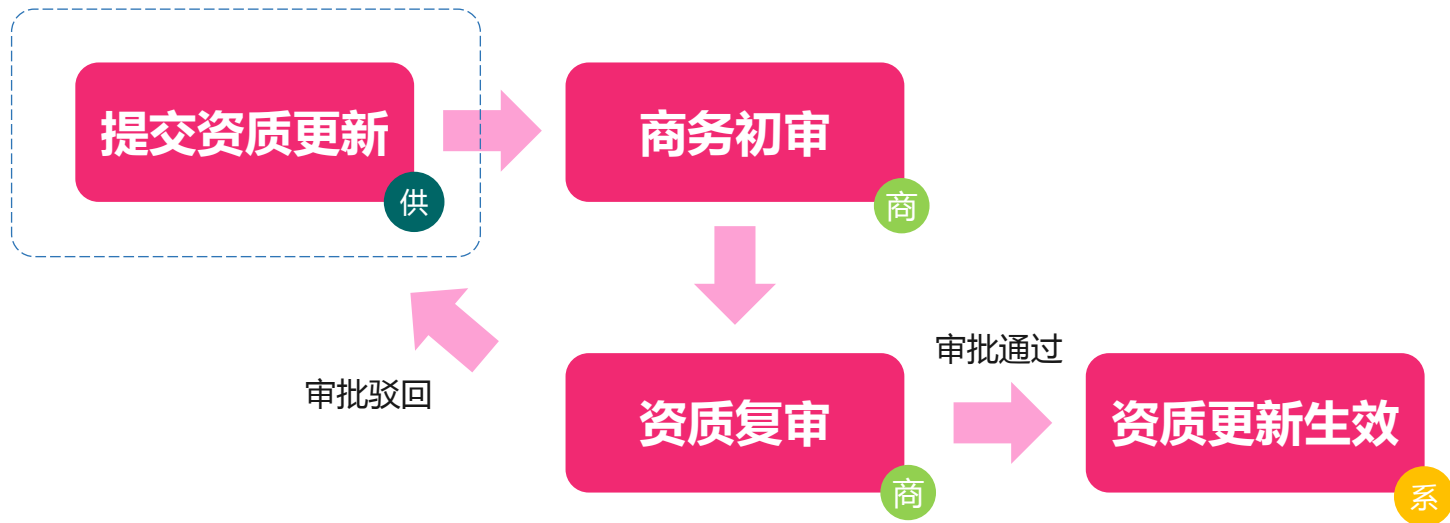 提交资质更新
供
商务初审
商
审批驳回
资质复审
商
审批通过
资质更新生效
系